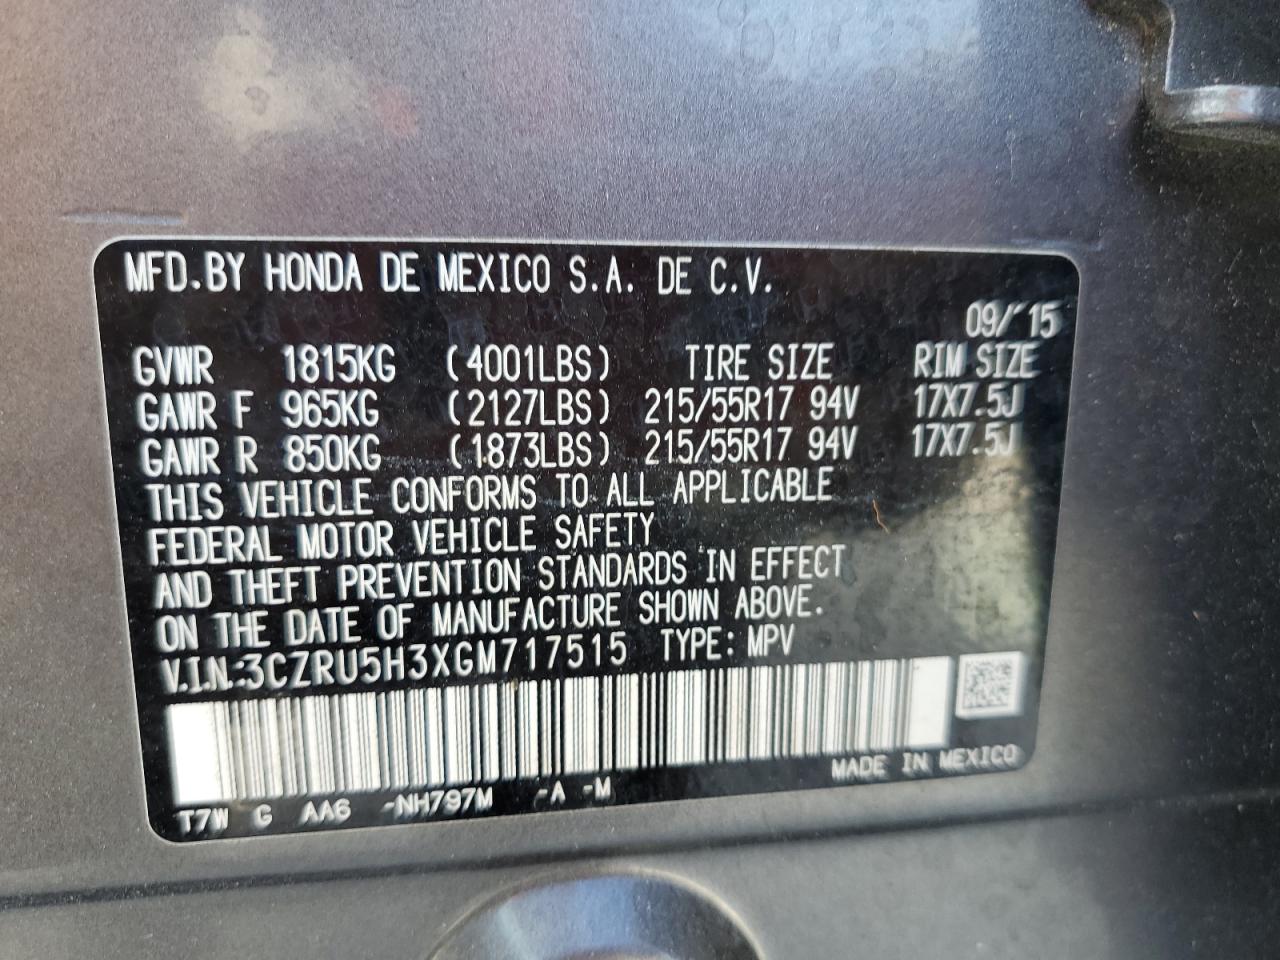 MFD.BY HONDA DE MEXICO S.A. DE C.V.
09/'15
GVWR 1815KG (4001LBS) TIRE SIZE RIM SIZE
GAWR F 965KG (2127LBS) 215/55R17 94V 17X7.5J
GAWR R 850KG (1873LBS) 215/55R17 94V 17X7.5J
THIS VEHICLE CONFORMS TO ALL APPLICABLE
FEDERAL MOTOR VEHICLE SAFETY
AND THEFT PREVENTION STANDARDS IN EFFECT
ON THE DATE OF MANUFACTURE SHOWN ABOVE.
V.I.N:3CZRU5H3XGM717515 TYPE: MPV
MADE IN MEXICO
T7W G AA6 -NH797M -A -M